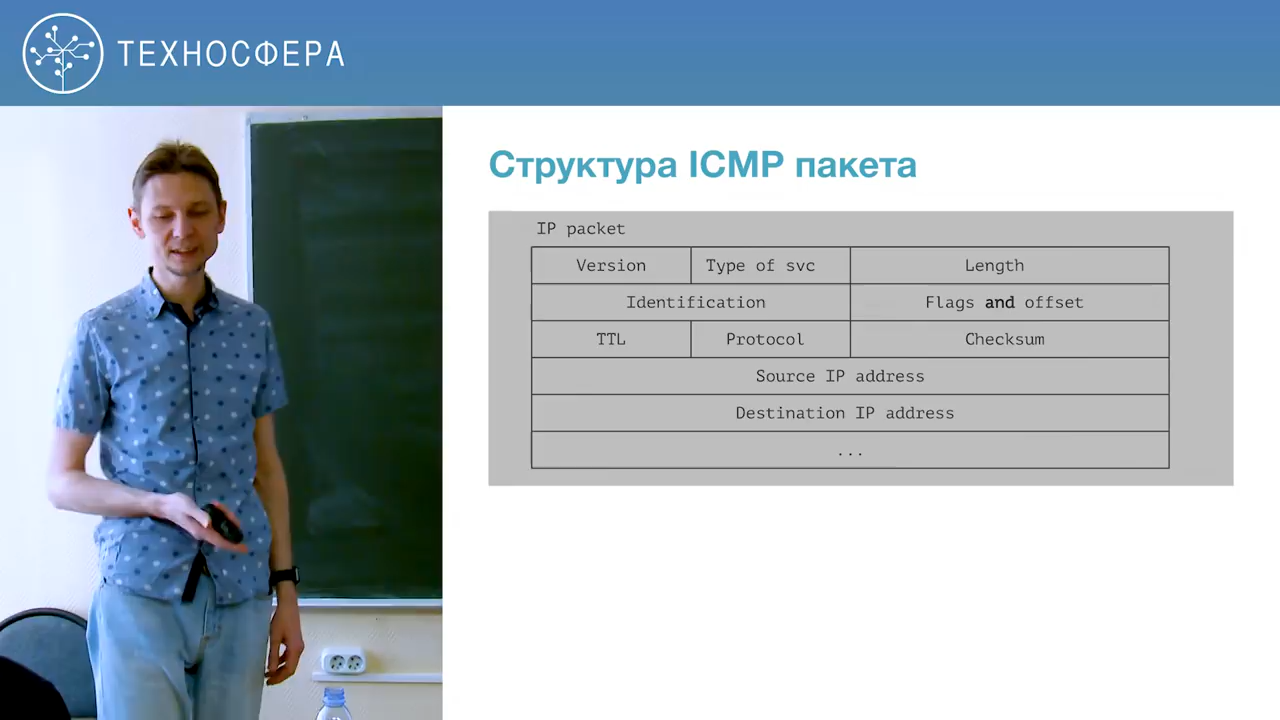 ТЕХНОСФЕРА
Структура ICMP пакета
IP packet
Version Type of svc Length
Identification Flags and offset
TTL Protocol Checksum
Source IP address
Destination IP address
...